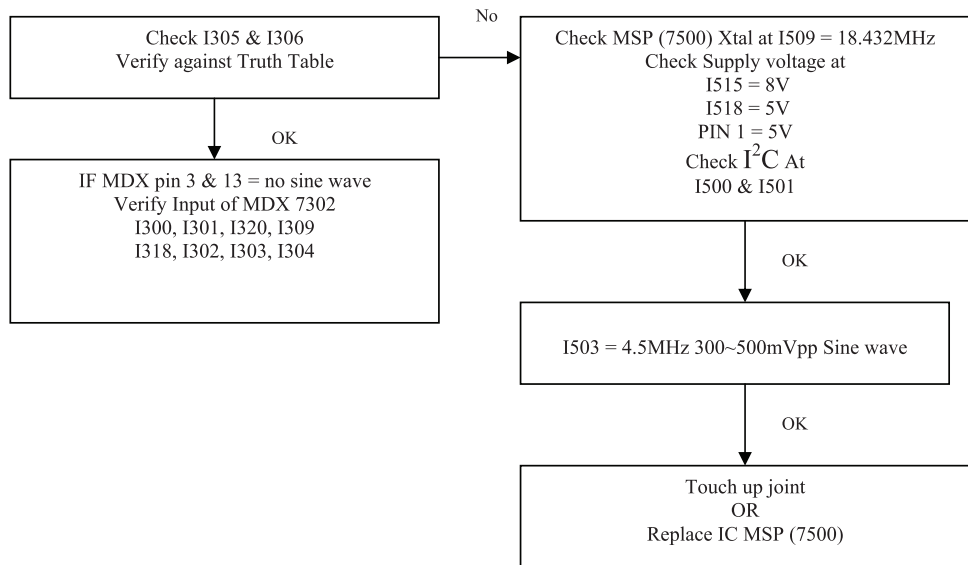 Check I305 & I306
Verify against Truth Table
No
Check MSP (7500) Xtal at I509 = 18.432MHz
Check Supply voltage at
I515 = 8V
I518 = 5V
PIN 1 = 5V
Check I²C At
I500 & I501
OK
IF MDX pin 3 & 13 = no sine wave
Verify Input of MDX 7302
I300, I301, I320, I309
I318, I302, I303, I304
OK
I503 = 4.5MHz 300~500mVpp Sine wave
OK
Touch up joint
OR
Replace IC MSP (7500)